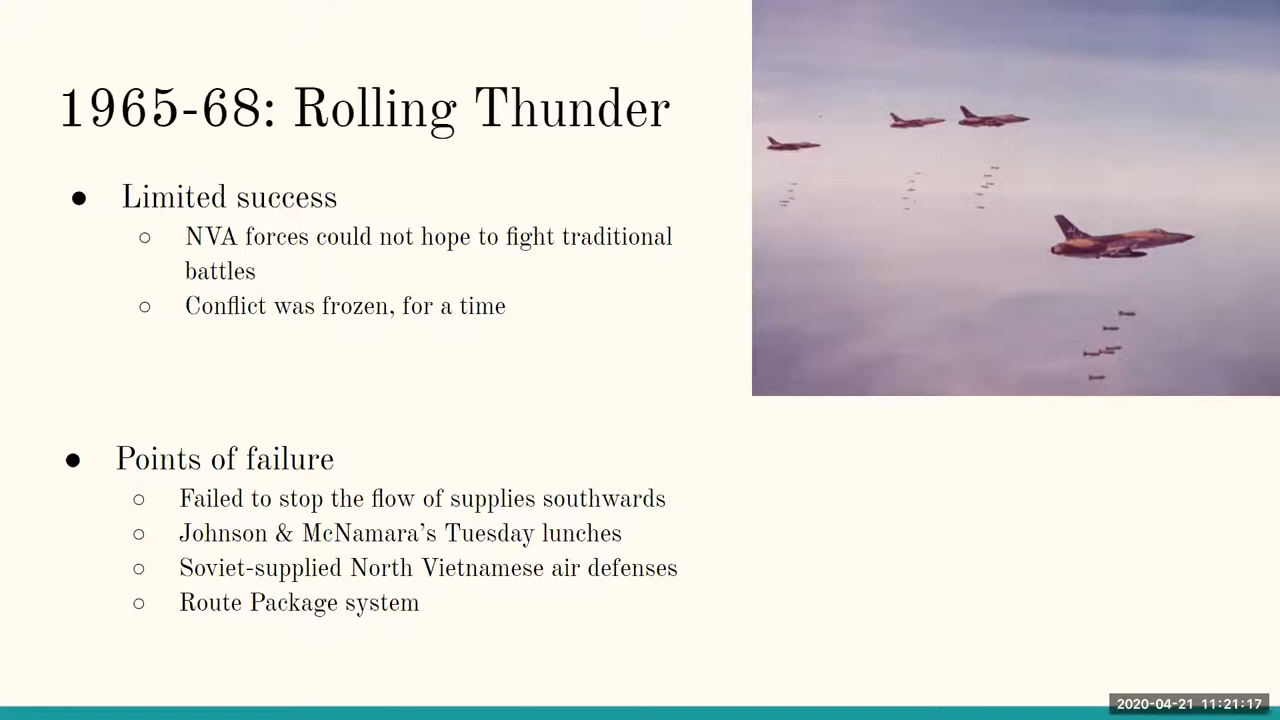 1965-68: Rolling Thunder
● Limited success
○ NVA forces could not hope to fight traditional
battles
○ Conflict was frozen, for a time
● Points of failure
○ Failed to stop the flow of supplies southwards
○ Johnson & McNamara's Tuesday lunches
○ Soviet-supplied North Vietnamese air defenses
○ Route Package system
2020-04-21 11:21:17